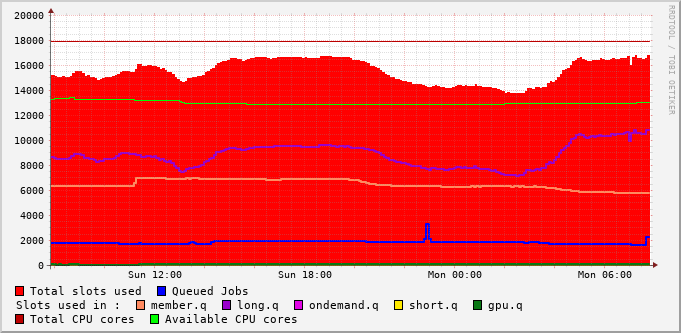 20000
18000
16000
14000
12000
10000
8000
6000
4000
2000
0
Sun 12:00 Sun 18:00 Mon 00:00 Mon 06:00
RRDTOOL / TOBI OETIKER
Total slots used Queued Jobs
Slots used in : member.q long.q ondemand.q short.q gpu.q
Total CPU cores Available CPU cores